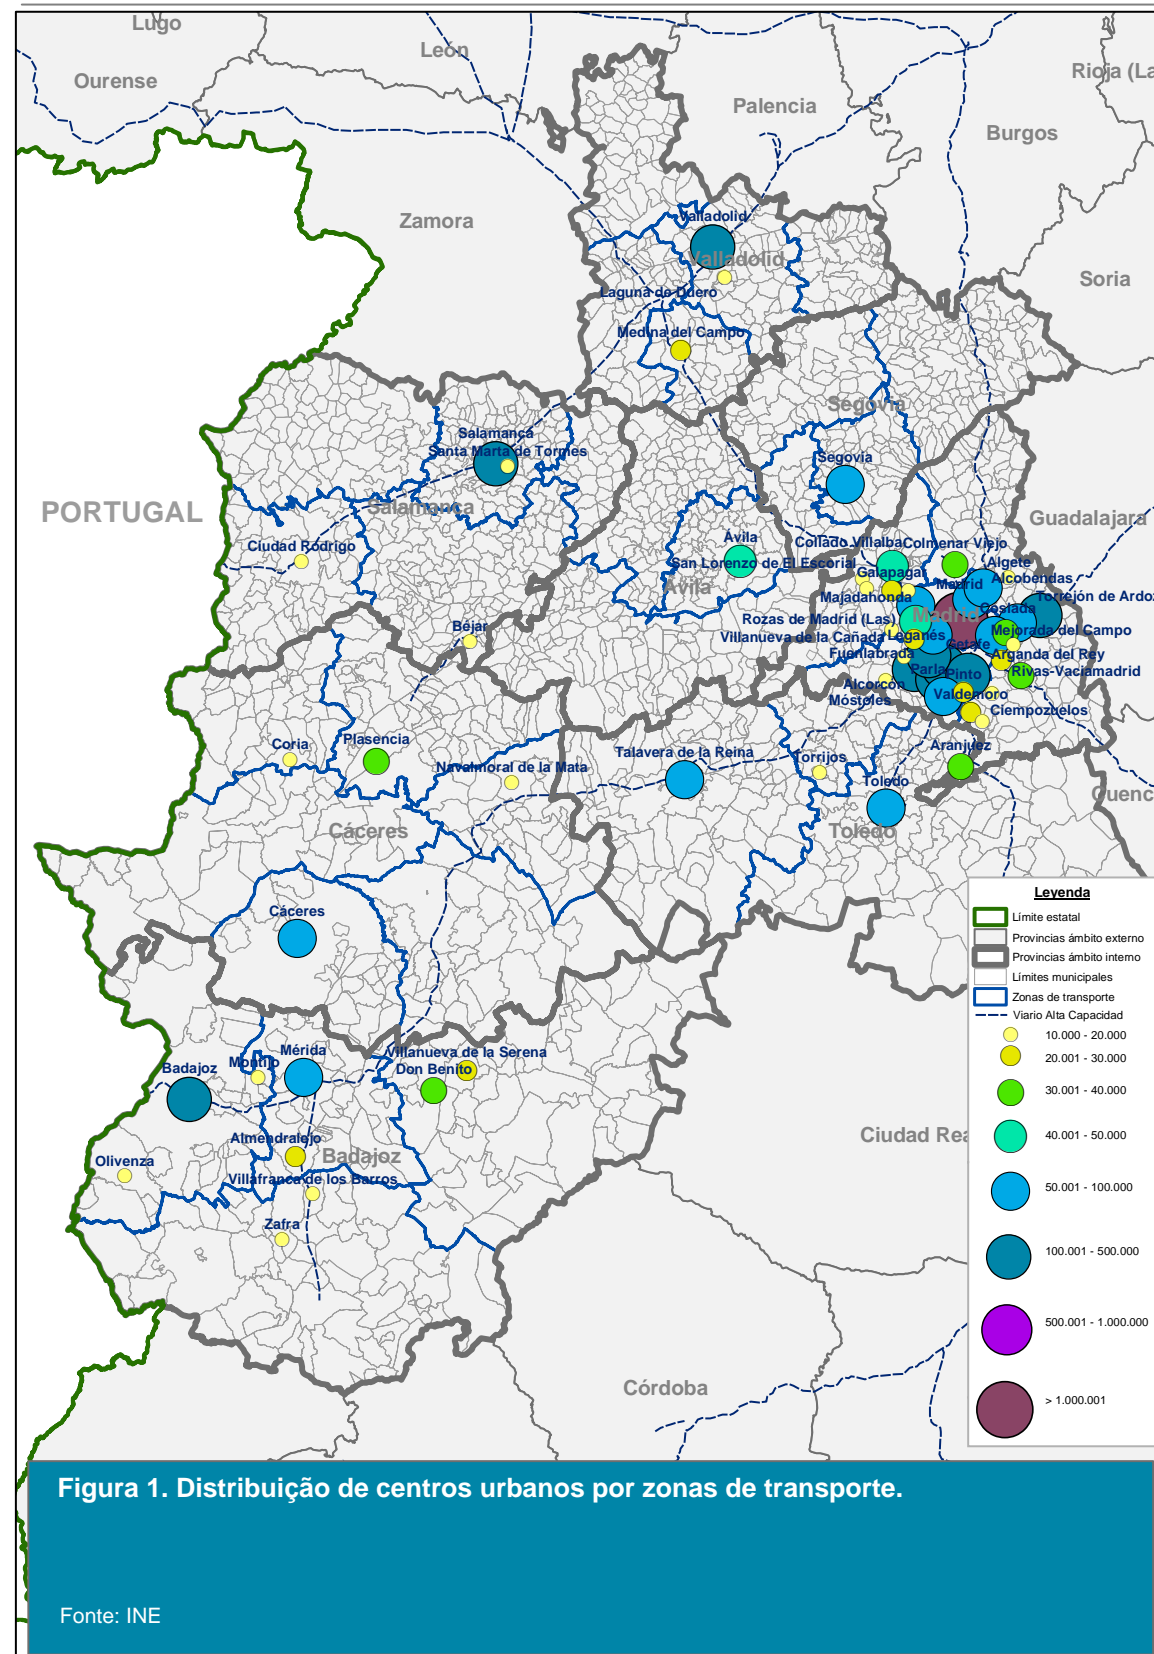 Lugo
León
Ourense
Rioja (La
Palencia
Burgos
Zamora
Valladolid
Valladolid
Soria
Laguna de Duero
Medina del Campo
Segovia
Salamanca
Santa Marta de Tormes
Segovia
PORTUGAL
Salamanca
Guadalajara
Ciudad Rodrigo
Ávila
Collado Villalba
Colmenar Viejo
San Lorenzo de El Escorial
Algete
Galapagar
Alcobendas
Ávila
Madrid
Majadahonda
Torrejón de Ardoz
Coslada
Madrid
Rozas de Madrid (Las)
Béjar
Mejorada del Campo
Villanueva de la Cañada
Leganés
Getafe
Fuenlabrada
Arganda del Rey
Parla
Pinto
Rivas-Vaciamadrid
Alcorcón
Valdemoro
Móstoles
Ciempozuelos
Coria
Plasencia
Talavera de la Reina
Aranjuez
Navalmoral de la Mata
Torrijos
Toledo
Cuenc
Cáceres
Toledo
Cáceres
Leyenda
Límite estatal
Provincias ámbito externo
Provincias ámbito interno
Límites municipales
Zonas de transporte
Viario Alta Capacidad
10.000 - 20.000
20.001 - 30.000
30.001 - 40.000
40.001 - 50.000
50.001 - 100.000
100.001 - 500.000
500.001 - 1.000.000
> 1.000.001
Mérida
Villanueva de la Serena
Badajoz
Montijo
Don Benito
Almendralejo
Ciudad Rea
Badajoz
Olivenza
Villafranca de los Barros
Zafra
Córdoba
Figura 1. Distribuição de centros urbanos por zonas de transporte.
Fonte: INE